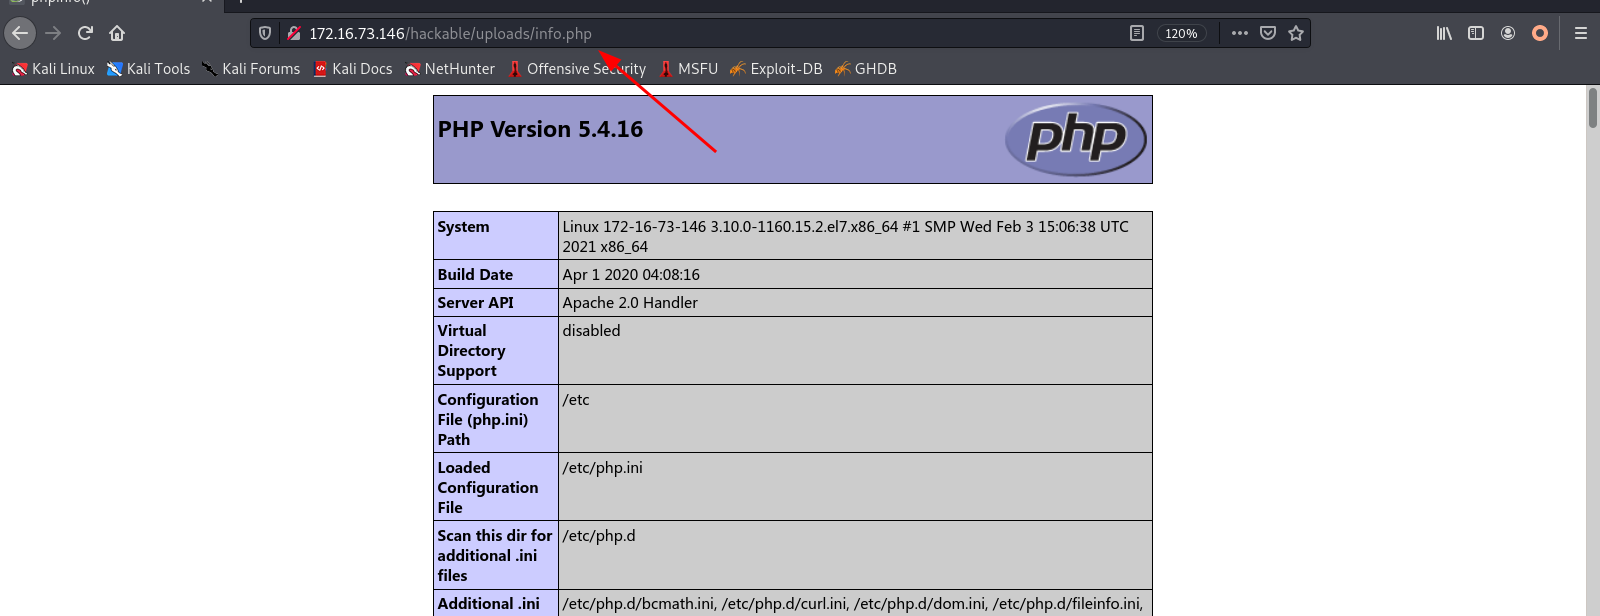 phpinfo()
172.16.73.146/hackable/uploads/info.php
120%
Kali Linux
Kali Tools
Kali Forums
Kali Docs
NetHunter
Offensive Security
MSFU
Exploit-DB
GHDB
PHP Version 5.4.16
php
System
Linux 172-16-73-146 3.10.0-1160.15.2.el7.x86_64 #1 SMP Wed Feb 3 15:06:38 UTC
2021 x86_64
Build Date
Apr 1 2020 04:08:16
Server API
Apache 2.0 Handler
Virtual
Directory
Support
disabled
Configuration
File (php.ini)
Path
/etc
Loaded
Configuration
File
/etc/php.ini
Scan this dir for
additional .ini
files
/etc/php.d
Additional .ini
/etc/php.d/bcmath.ini, /etc/php.d/curl.ini, /etc/php.d/dom.ini, /etc/php.d/fileinfo.ini,